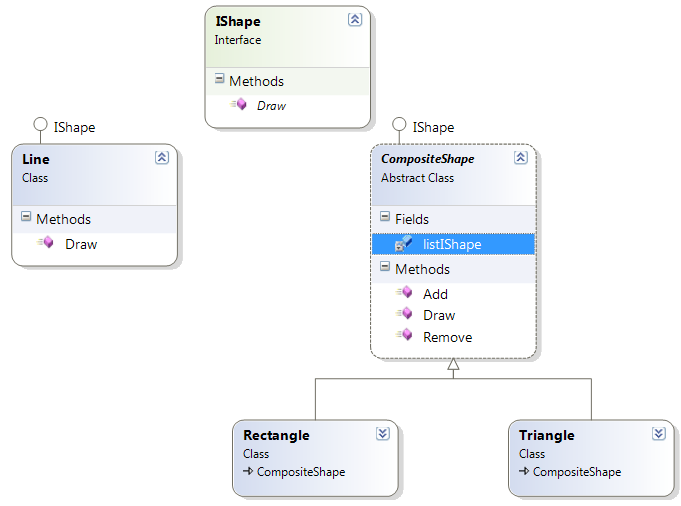 IShape
Interface
Methods
Draw
IShape
Line
Class
Methods
Draw
IShape
CompositeShape
Abstract Class
Fields
listIShape
Methods
Add
Draw
Remove
Rectangle
Class
CompositeShape
Triangle
Class
CompositeShape